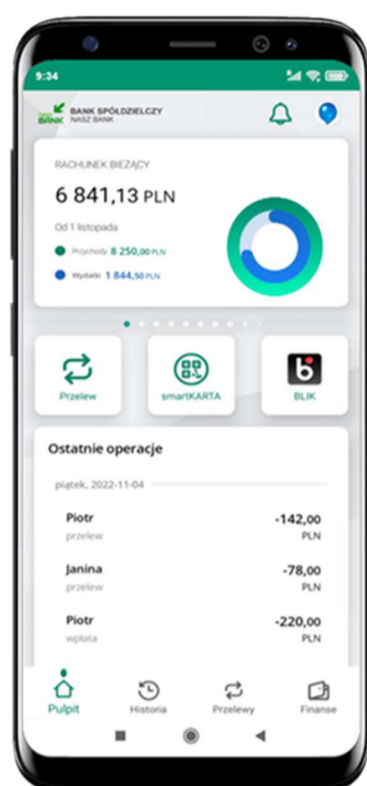 9:34
BANK SPÓŁDZIELCZY
NASZ BANK
RACHUNEK BIEŻĄCY
6 841,13 PLN
Od 1 listopada
Przychody 8 250,00 PLN
Wydatki 1 844,50 PLN
Przelew
smartKARTA
BLIK
Ostatnie operacje
piątek, 2022-11-04
Piotr -142,00
przelew PLN
Janina -78,00
przelew PLN
Piotr -220,00
wpłata PLN
Pulpit Historia Przelewy Finanse